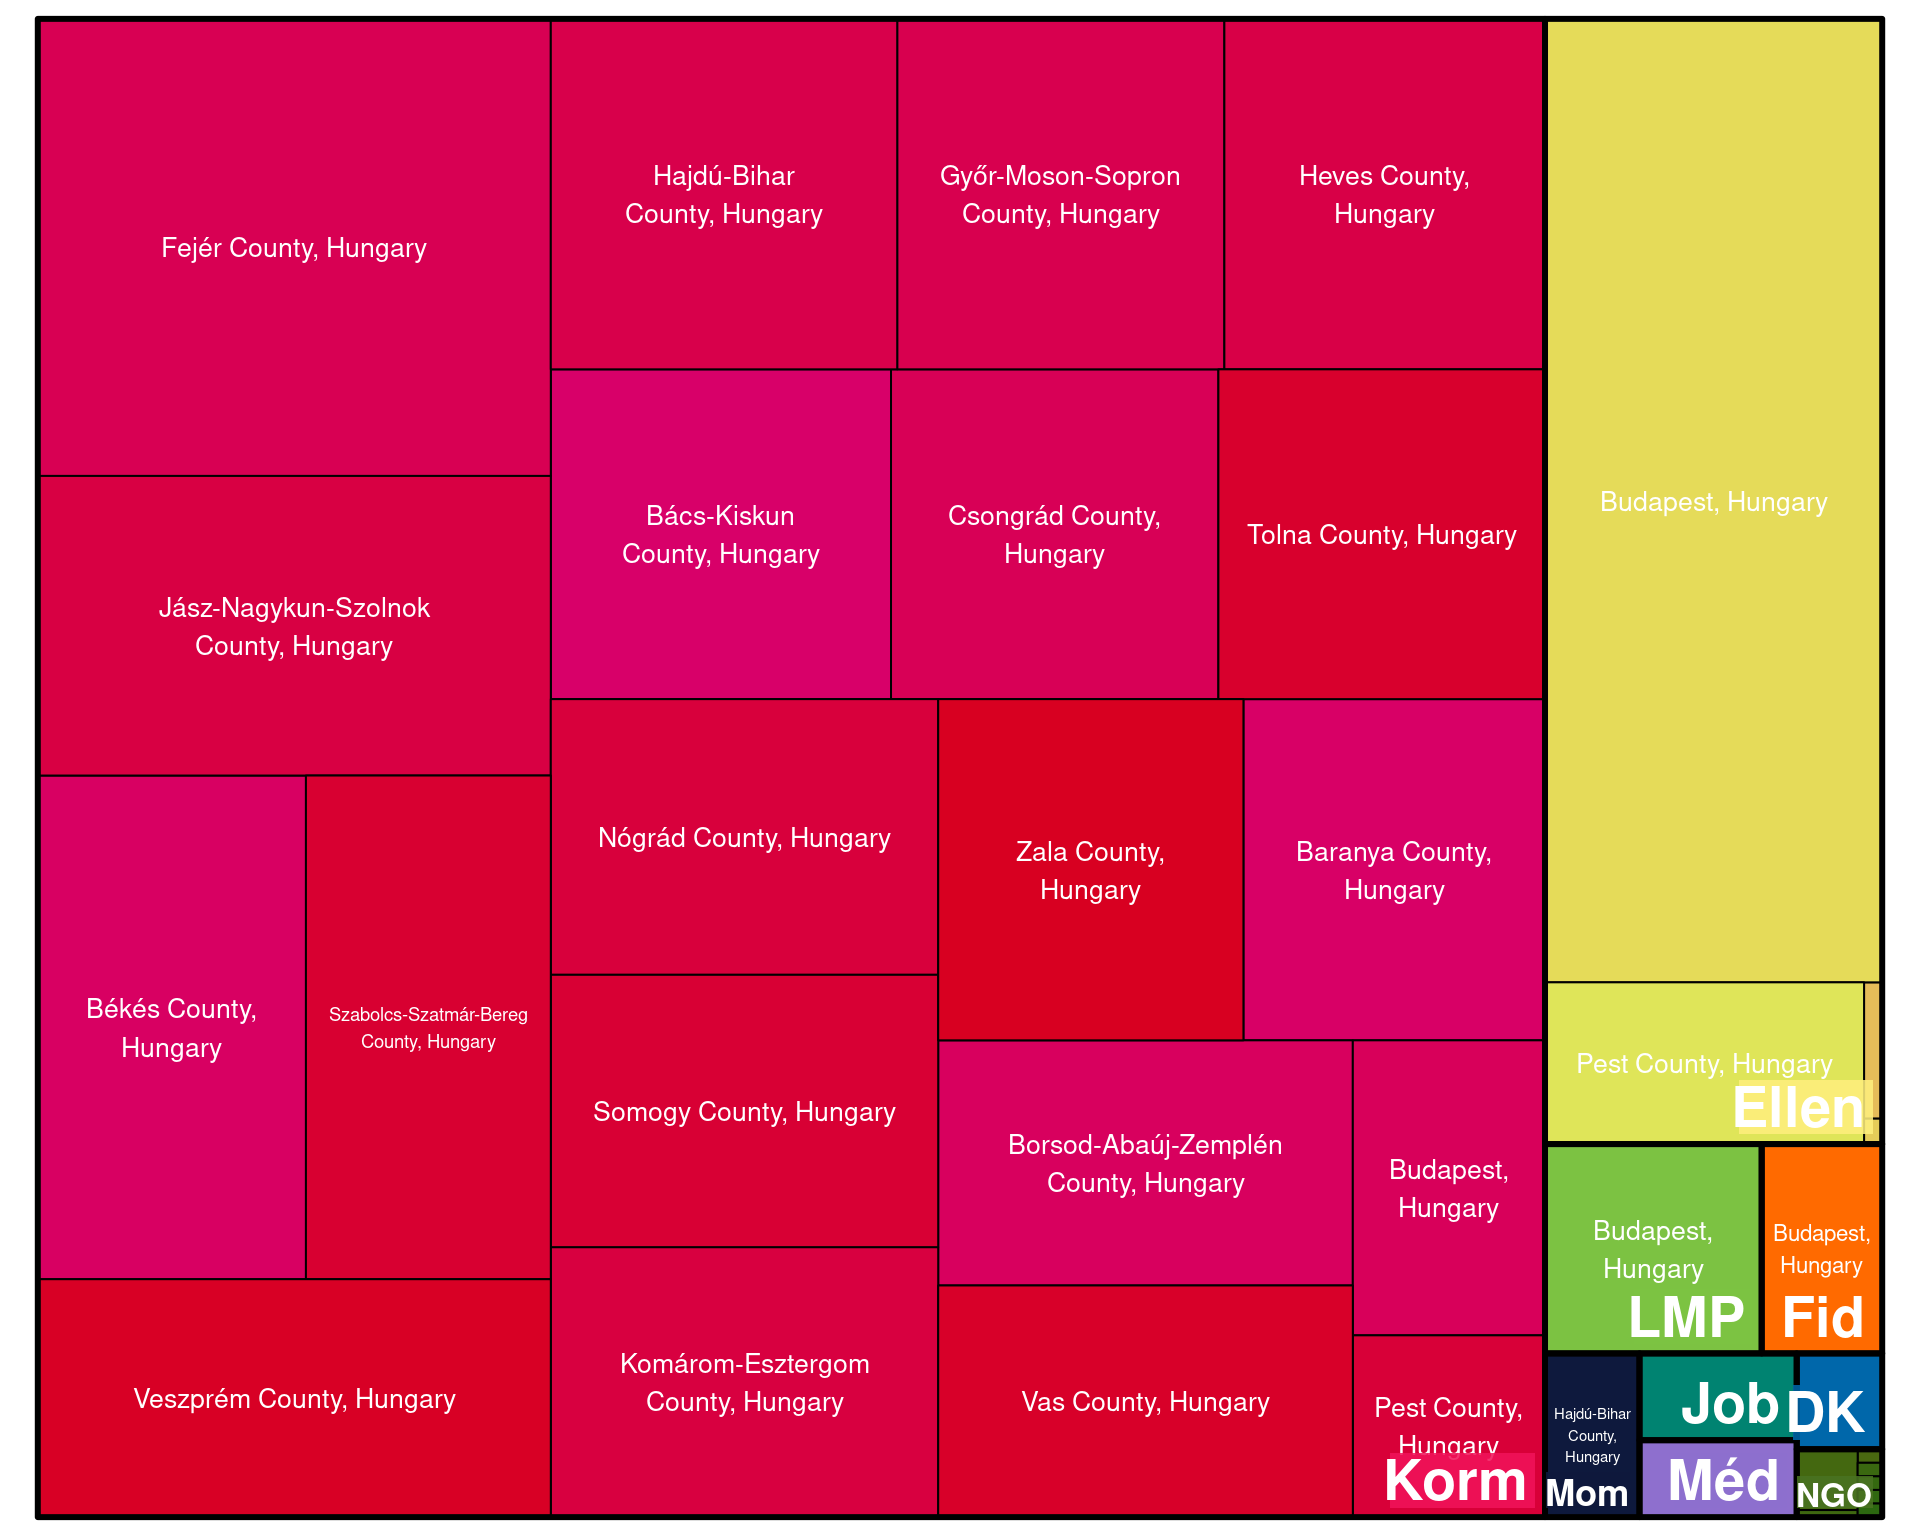 Fejér County, Hungary
Hajdú-Bihar
County, Hungary
Győr-Moson-Sopron
County, Hungary
Heves County,
Hungary
Budapest, Hungary
Jász-Nagykun-Szolnok
County, Hungary
Bács-Kiskun
County, Hungary
Csongrád County,
Hungary
Tolna County, Hungary
Békés County,
Hungary
Szabolcs-Szatmár-Bereg
County, Hungary
Nógrád County, Hungary
Zala County,
Hungary
Baranya County,
Hungary
Pest County, Hungary
Ellen
Somogy County, Hungary
Borsod-Abaúj-Zemplén
County, Hungary
Budapest,
Hungary
Budapest,
Hungary
LMP
Budapest,
Hungary
Fid
Veszprém County, Hungary
Komárom-Esztergom
County, Hungary
Vas County, Hungary
Pest County,
Hungary
Korm
Hajdú-Bihar
County,
Hungary
Mom
Job
DK
Méd
NGO